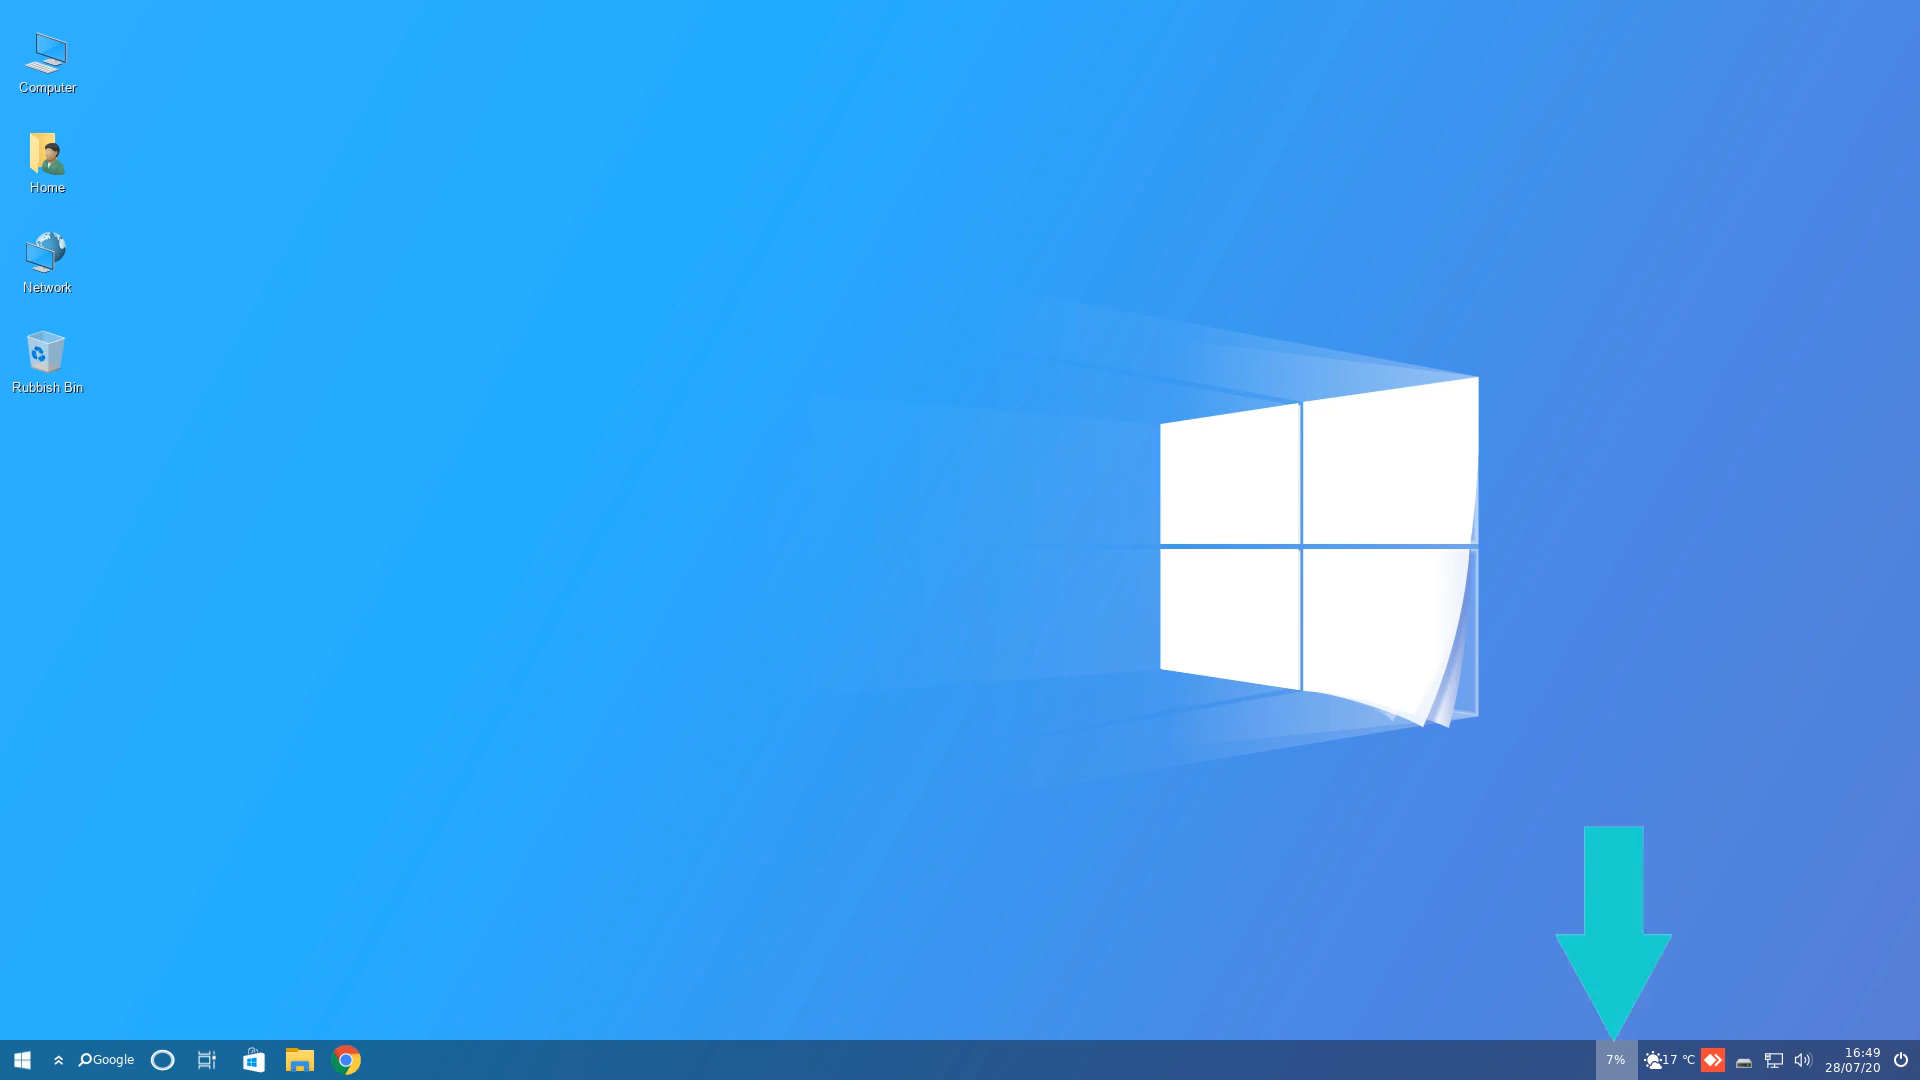 Computer
Home
Network
Rubbish Bin
Google
7%
17 °C
16:49
28/07/20